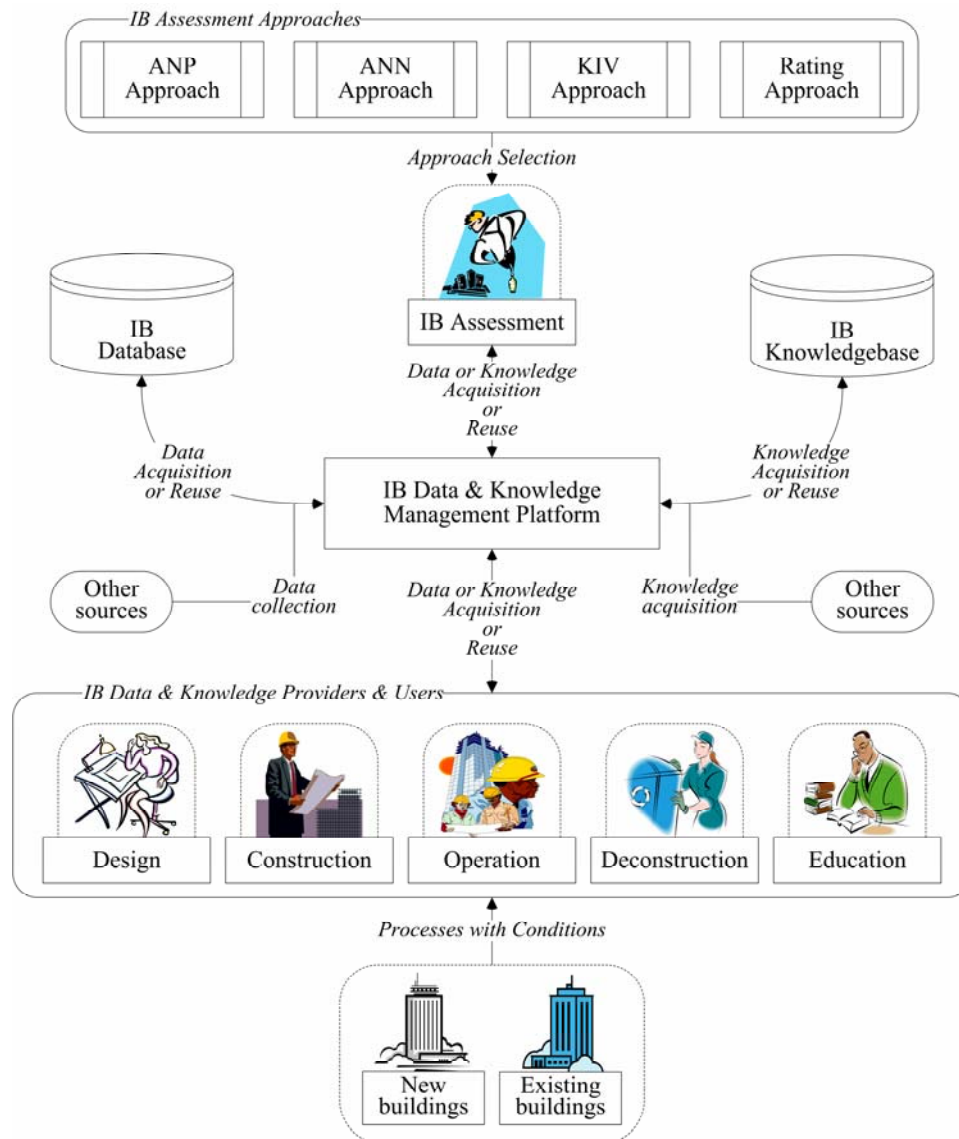 IB Assessment Approaches
ANP
Approach
ANN
Approach
KIV
Approach
Rating
Approach
Approach Selection
IB
Database
IB Assessment
IB
Knowledgebase
Data or Knowledge
Acquisition
or
Reuse
Data
Acquisition
or Reuse
Knowledge
Acquisition
or Reuse
IB Data & Knowledge
Management Platform
Other
sources
Data
collection
Data or Knowledge
Acquisition
or
Reuse
Knowledge
acquisition
Other
sources
IB Data & Knowledge Providers & Users
Design
Construction
Operation
Deconstruction
Education
Processes with Conditions
New
buildings
Existing
buildings